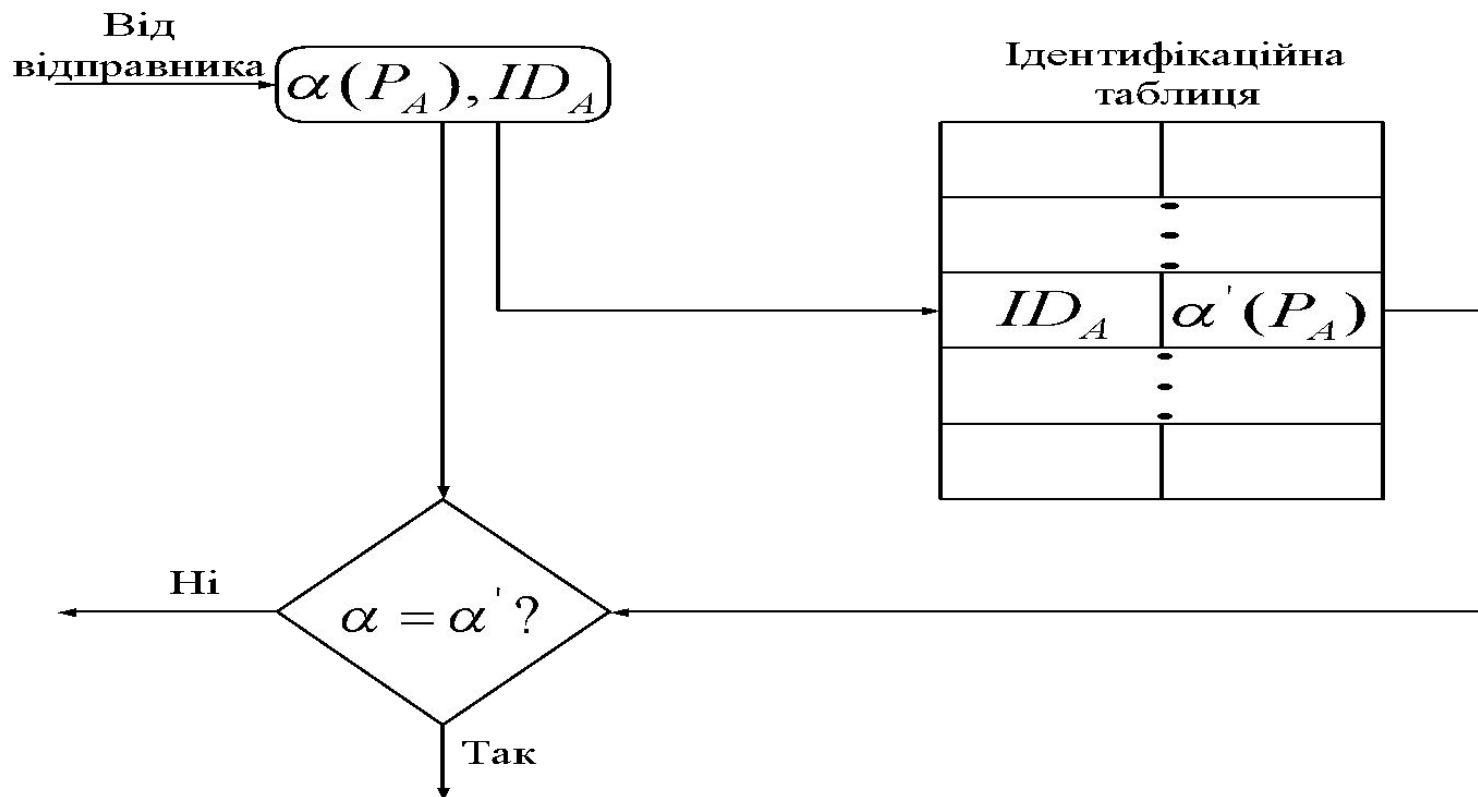 Від
відправника
α(P_A), ID_A
Ідентифікаційна
таблиця
ID_A
α'(P_A)
Ні
α = α' ?
Так